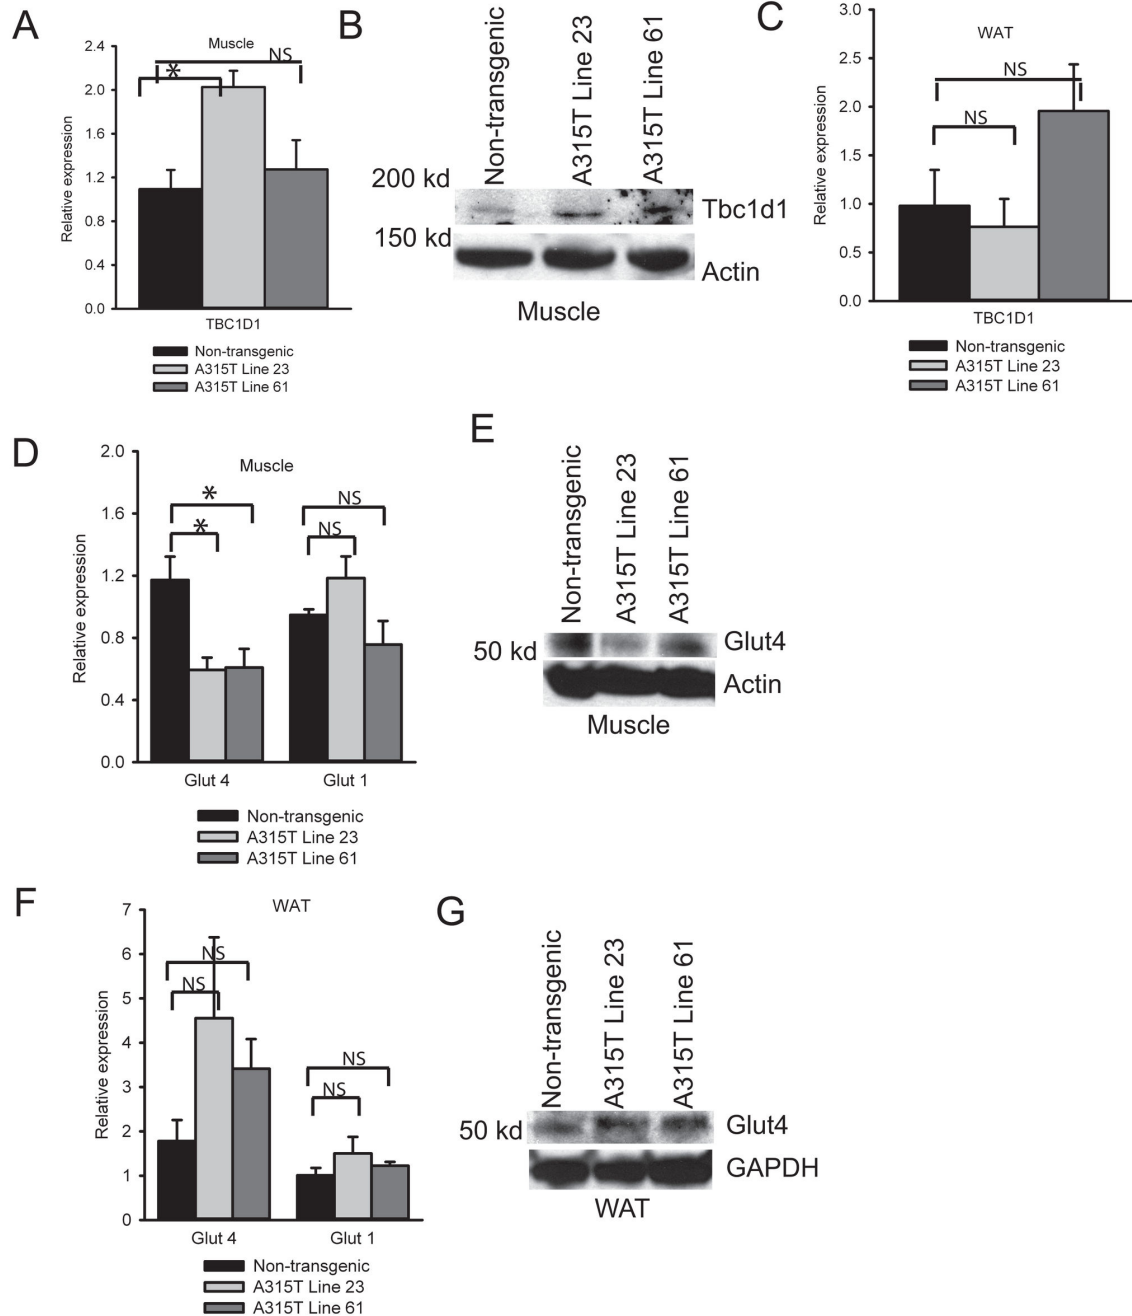 A
Muscle
NS
*
2.4
2.0
1.6
1.2
0.8
0.4
0.0
Relative expression
TBC1D1
Non-transgenic
A315T Line 23
A315T Line 61
B
Non-transgenic
A315T Line 23
A315T Line 61
200 kd
Tbc1d1
150 kd
Actin
Muscle
C
WAT
NS
NS
3.0
2.5
2.0
1.5
1.0
0.5
0.0
Relative expression
TBC1D1
Non-transgenic
A315T Line 23
A315T Line 61
D
Muscle
*
*
NS
NS
2.0
1.6
1.2
0.8
0.4
0.0
Relative expression
Glut 4 Glut 1
Non-transgenic
A315T Line 23
A315T Line 61
E
Non-transgenic
A315T Line 23
A315T Line 61
50 kd
Glut4
Actin
Muscle
F
WAT
NS
NS
NS
NS
7
6
5
4
3
2
1
0
Relative expression
Glut 4 Glut 1
Non-transgenic
A315T Line 23
A315T Line 61
G
Non-transgenic
A315T Line 23
A315T Line 61
50 kd
Glut4
GAPDH
WAT